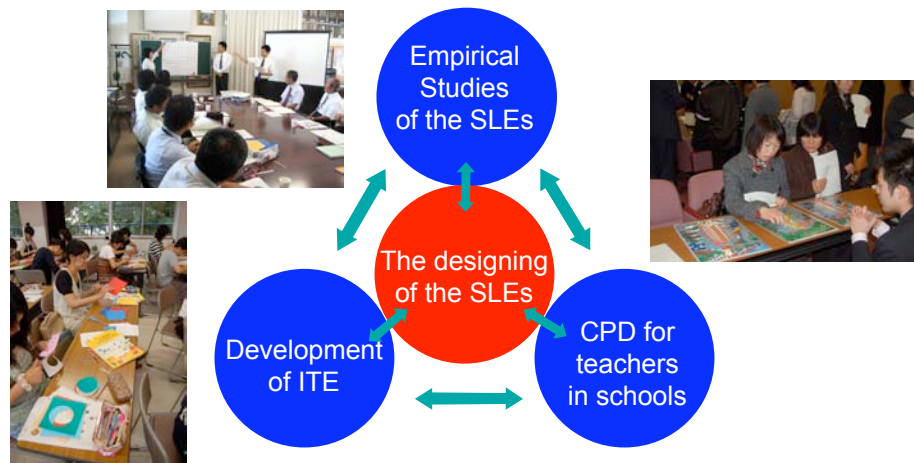 Empirical
Studies
of the SLEs
The designing
of the SLEs
Development
of ITE
CPD for
teachers
in schools